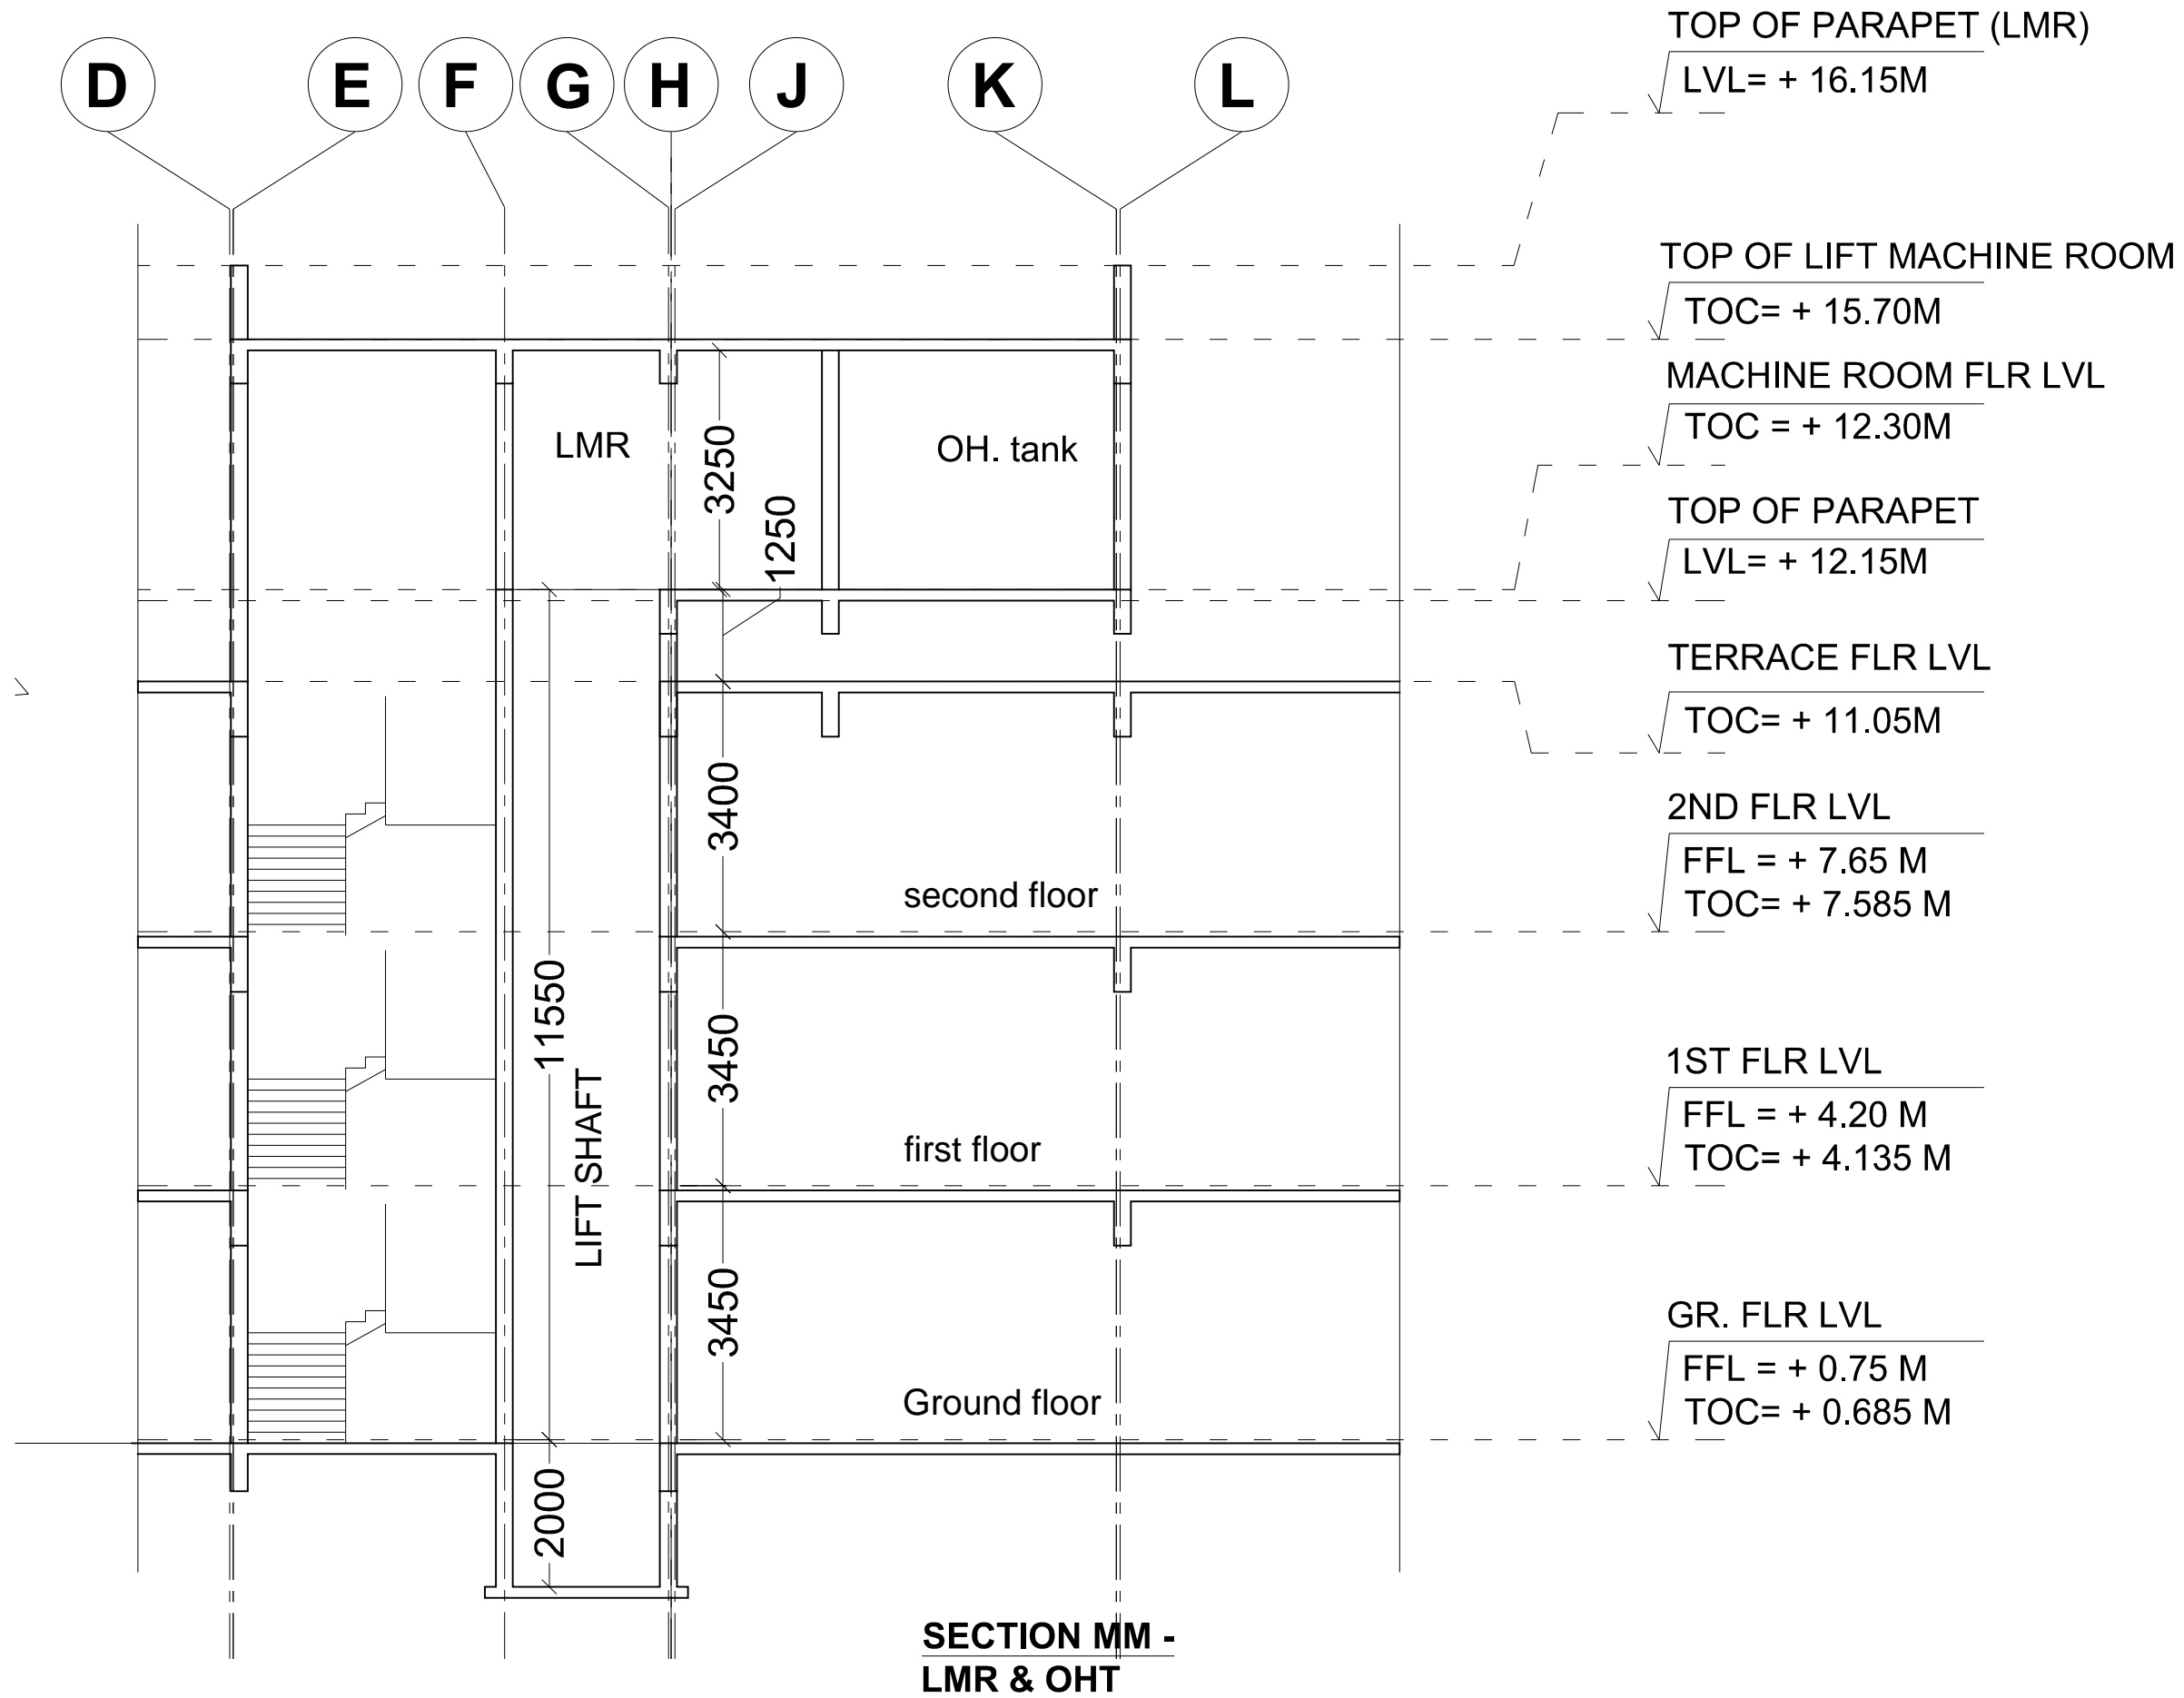 D E F G H J K L
TOP OF PARAPET (LMR)
LVL= + 16.15M
TOP OF LIFT MACHINE ROOM
TOC= + 15.70M
MACHINE ROOM FLR LVL
TOC = + 12.30M
TOP OF PARAPET
LVL= + 12.15M
TERRACE FLR LVL
TOC= + 11.05M
2ND FLR LVL
FFL = + 7.65 M
TOC= + 7.585 M
1ST FLR LVL
FFL = + 4.20 M
TOC= + 4.135 M
GR. FLR LVL
FFL = + 0.75 M
TOC= + 0.685 M
LMR
OH. tank
3250
1250
3400
second floor
11550
3450
LIFT SHAFT
first floor
3450
Ground floor
2000
SECTION MM -
LMR & OHT